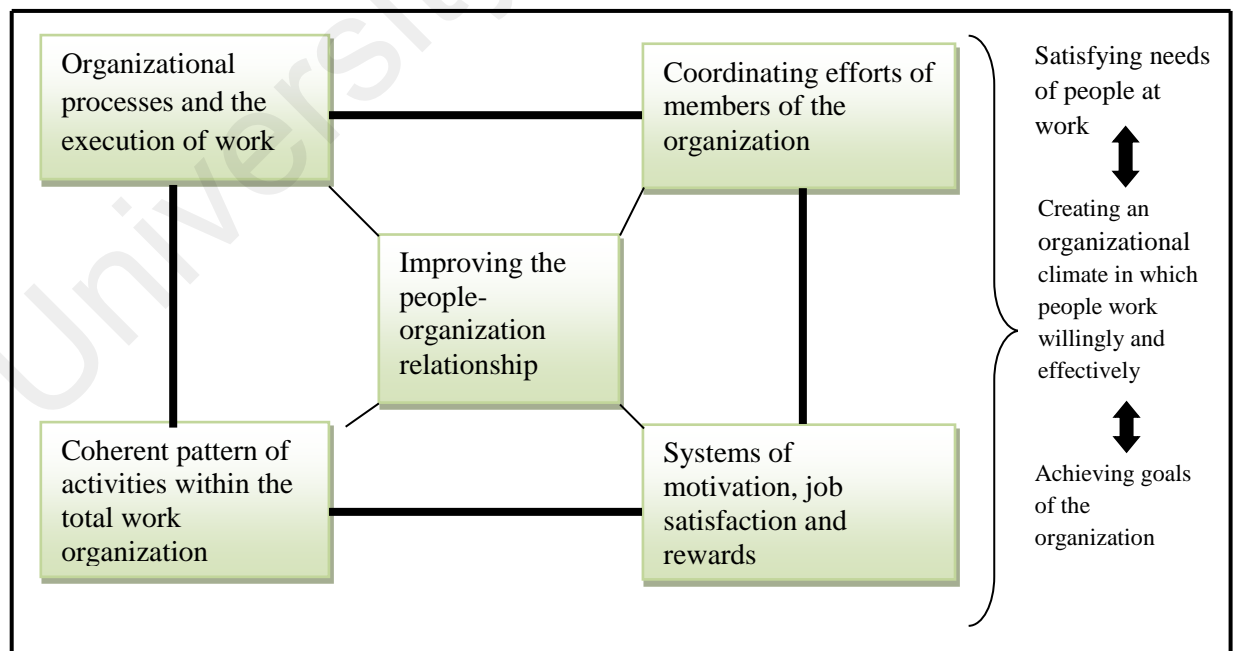 Organizational
processes and the
execution of work
Coordinating efforts of
members of the
organization
Improving the
people-
organization
relationship
Coherent pattern of
activities within the
total work
organization
Systems of
motivation, job
satisfaction and
rewards
Satisfying needs
of people at
work
Creating an
organizational
climate in which
people work
willingly and
effectively
Achieving goals
of the
organization
University